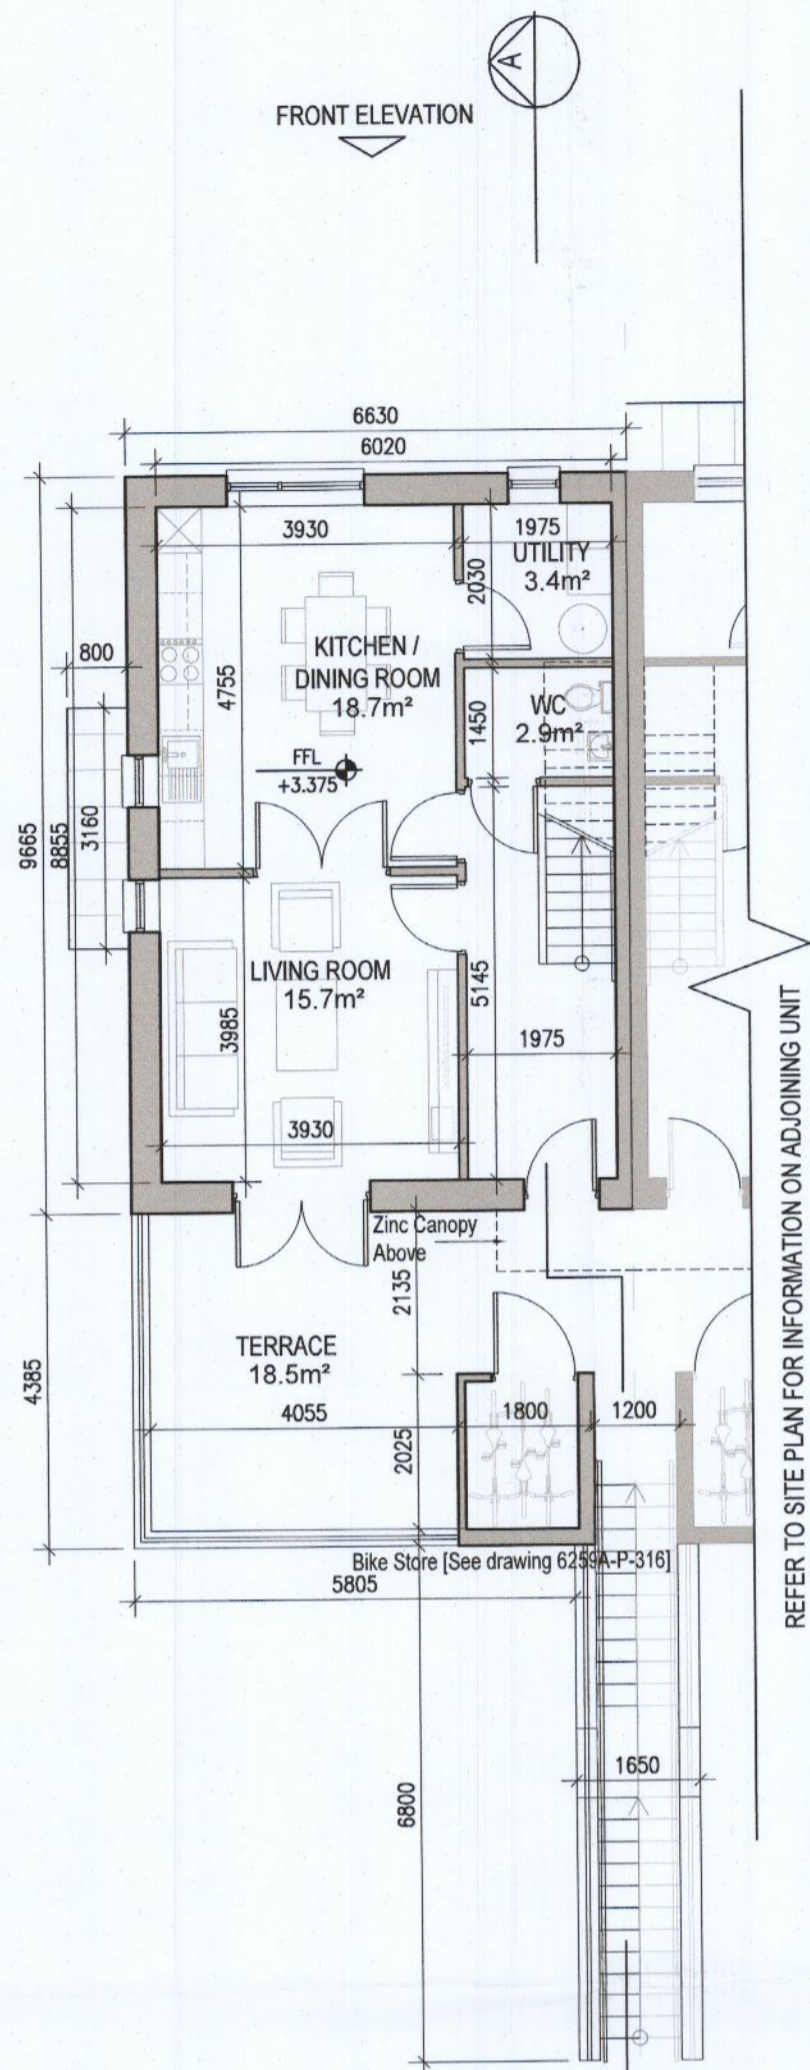 A
FRONT ELEVATION
6630
6020
3930
1975
UTILITY
3.4m²
2030
800
KITCHEN /
DINING ROOM
18.7m²
4755
WC
2.9m²
1450
FFL
+3.375
9665
8855
3160
LIVING ROOM
15.7m²
5145
3985
1975
3930
Zinc Canopy
Above
2135
TERRACE
18.5m²
4385
4055
1800
1200
2025
Bike Store [See drawing 6259A-P-316]
5805
1650
6800
REFER TO SITE PLAN FOR INFORMATION ON ADJOINING UNIT